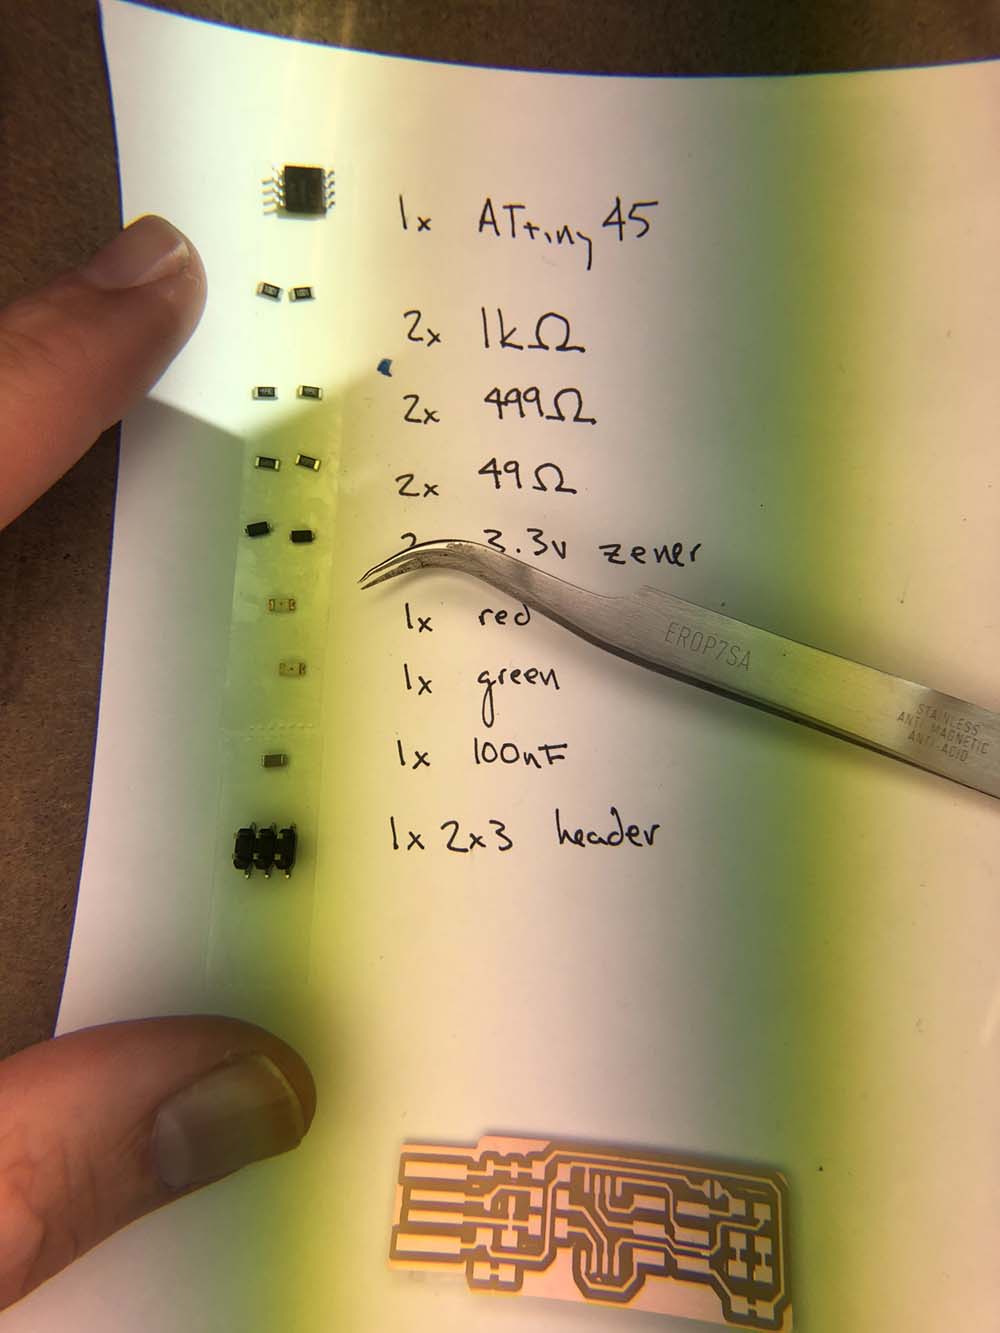 1x ATtiny 45
2x 1kΩ
2x 499Ω
2x 49Ω
3.3v zener
1x red
1x green
1x 100nF
1x 2x3 header
EROP7SA
STAINLESS
ANTI MAGNETIC
ANTI-ACID